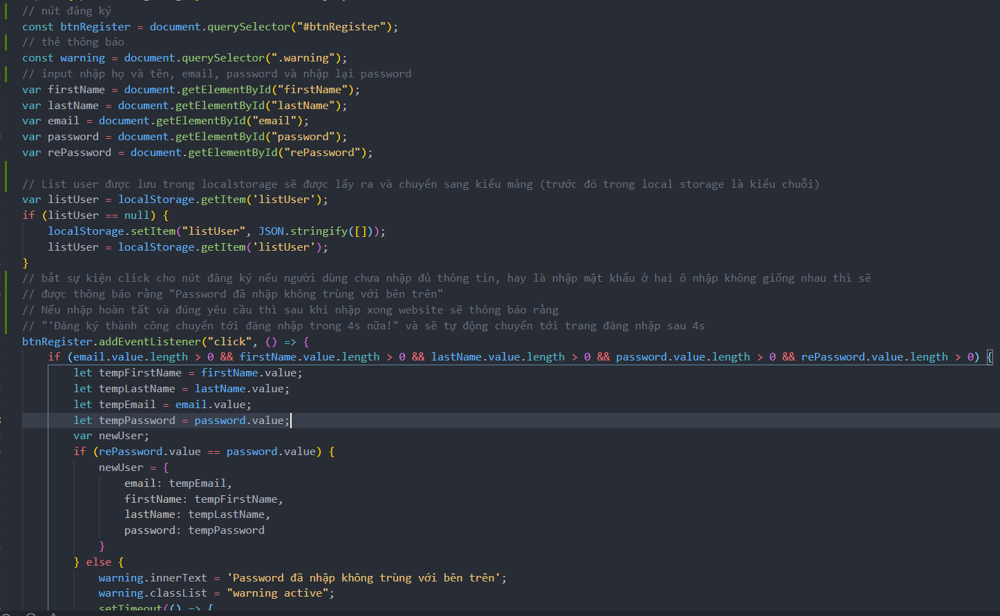 // nút đăng ký
const btnRegister = document.querySelector("#btnRegister");
// thẻ thông báo
const warning = document.querySelector(".warning");
// input nhập họ và tên, email, password và nhập lại password
var firstName = document.getElementById("firstName");
var lastName = document.getElementById("lastName");
var email = document.getElementById("email");
var password = document.getElementById("password");
var rePassword = document.getElementById("rePassword");
// List user được lưu trong localstorage sẽ được lấy ra và chuyển sang kiểu mảng (trước đó trong local storage là kiểu chuỗi)
var listUser = localStorage.getItem('listUser');
if (listUser == null) {
localStorage.setItem("listUser", JSON.stringify([]));
listUser = localStorage.getItem('listUser');
}
// bắt sự kiện click cho nút đăng ký nếu người dùng chưa nhập đủ thông tin, hay là nhập mật khẩu ở hai ô nhập không giống nhau thì sẽ
// được thông báo rằng "Password đã nhập không trùng với bên trên"
// Nếu nhập hoàn tất và đúng yêu cầu thì sau khi nhập xong website sẽ thông báo rằng
// "'Đăng ký thành công chuyển tới đăng nhập trong 4s nữa!" và sẽ tự động chuyển tới trang đăng nhập sau 4s
btnRegister.addEventListener("click", () => {
if (email.value.length > 0 && firstName.value.length > 0 && lastName.value.length > 0 && password.value.length > 0 && rePassword.value.length > 0) {
let tempFirstName = firstName.value;
let tempLastName = lastName.value;
let tempEmail = email.value;
let tempPassword = password.value;
var newUser;
if (rePassword.value == password.value) {
newUser = {
email: tempEmail,
firstName: tempFirstName,
lastName: tempLastName,
password: tempPassword
}
} else {
warning.innerText = 'Password đã nhập không trùng với bên trên';
warning.classList = "warning active";
setTimeout(() => {